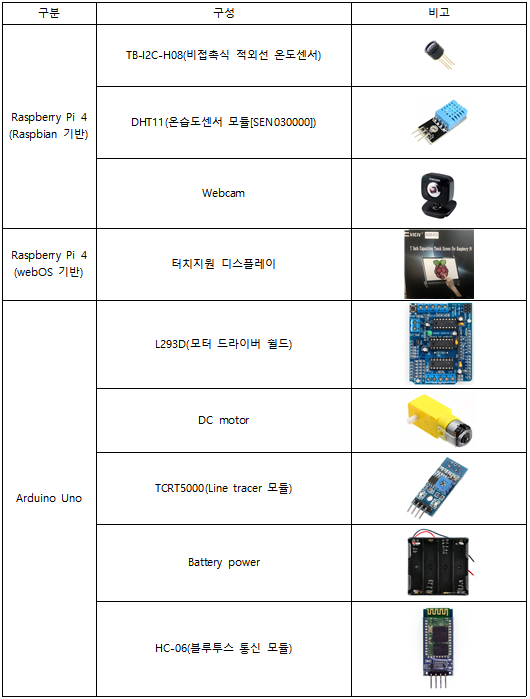 구분 구성 비고
Raspberry Pi 4
(Raspbian 기반)
TB-I2C-H08(비접촉식 적외선 온도센서)
DHT11(온습도센서 모듈[SEN030000])
Webcam
Raspberry Pi 4
(webOS 기반)
터치지원 디스플레이
7 Inch Capacitive Touch Screen for Raspberry Pi
Arduino Uno
L293D(모터 드라이버 쉴드)
DC motor
TCRT5000(Line tracer 모듈)
Battery power
HC-06(블루투스 통신 모듈)